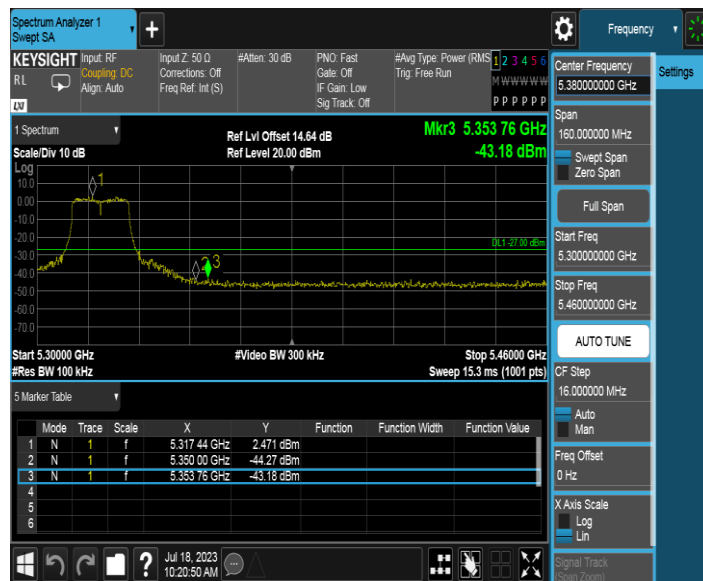 Spectrum Analyzer 1
Swept SA
+
Frequency
KEYSIGHT
RL
LXI
Input: RF
Coupling: DC
Align: Auto
Input Z: 50 Ω
Corrections: Off
Freq Ref: Int (S)
#Atten: 30 dB
PNO: Fast
Gate: Off
IF Gain: Low
Sig Track: Off
#Avg Type: Power (RMS
Trig: Free Run
1 2 3 4 5 6
M W W W W W
P P P P P P
1 Spectrum
Scale/Div 10 dB
Ref Lvl Offset 14.64 dB
Ref Level 20.00 dBm
Mkr3 5.353 76 GHz
-43.18 dBm
Log
10.0
0.00
-10.0
-20.0
-30.0
-40.0
-50.0
-60.0
-70.0
1
2
3
DL1 -27.00 dBm
Start 5.30000 GHz
#Video BW 300 kHz
Stop 5.46000 GHz
#Res BW 100 kHz
Sweep 15.3 ms (1001 pts)
5 Marker Table
Mode Trace Scale X Y Function Function Width Function Value
1 N 1 f 5.317 44 GHz 2.471 dBm
2 N 1 f 5.350 00 GHz -44.27 dBm
3 N 1 f 5.353 76 GHz -43.18 dBm
4
5
6
?
Jul 18, 2023
10:20:50 AM
Center Frequency
5.380000000 GHz
Settings
Span
160.000000 MHz
Swept Span
Zero Span
Full Span
Start Freq
5.300000000 GHz
Stop Freq
5.460000000 GHz
AUTO TUNE
CF Step
16.000000 MHz
Auto
Man
Freq Offset
0 Hz
X Axis Scale
Log
Lin
Signal Track
(Span Zoom)